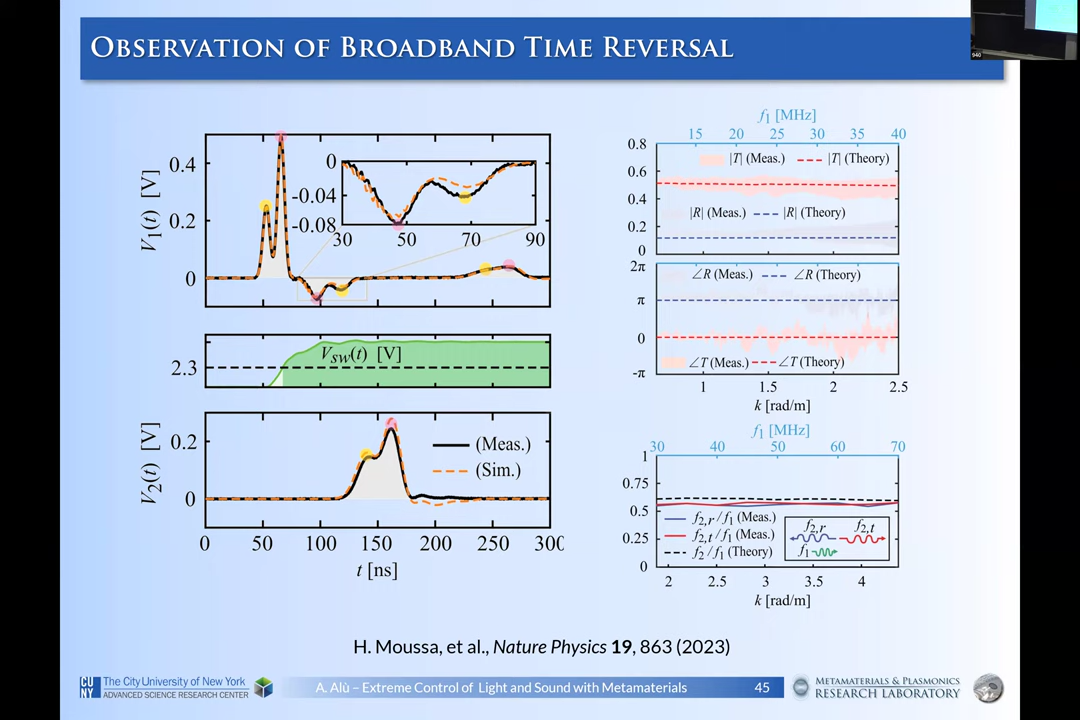 OBSERVATION OF BROADBAND TIME REVERSAL
940
V1(t) [V]
0.4
0.2
0
0
-0.04
-0.08
30 50 70 90
VSW(t) [V]
2.3
V2(t) [V]
0.2
0
(Meas.)
(Sim.)
0 50 100 150 200 250 300
t [ns]
f1 [MHz]
15 20 25 30 35 40
0.8
0.6
0.4
0.2
0
|T| (Meas.) |T| (Theory)
|R| (Meas.) |R| (Theory)
2π
π
0
-π
∠R (Meas.) ∠R (Theory)
∠T (Meas.) ∠T (Theory)
1 1.5 2 2.5
k [rad/m]
f1 [MHz]
30 40 50 60 70
1
0.75
0.5
0.25
0
f2,r/f1 (Meas.)
f2,t/f1 (Meas.)
f2/f1 (Theory)
f2,r f2,t
f1
2 2.5 3 3.5 4
k [rad/m]
H. Moussa, et al., Nature Physics 19, 863 (2023)
CU
NY
The City University of New York
ADVANCED SCIENCE RESEARCH CENTER
A. Alù – Extreme Control of Light and Sound with Metamaterials
45
METAMATERIALS & PLASMONICS
RESEARCH LABORATORY